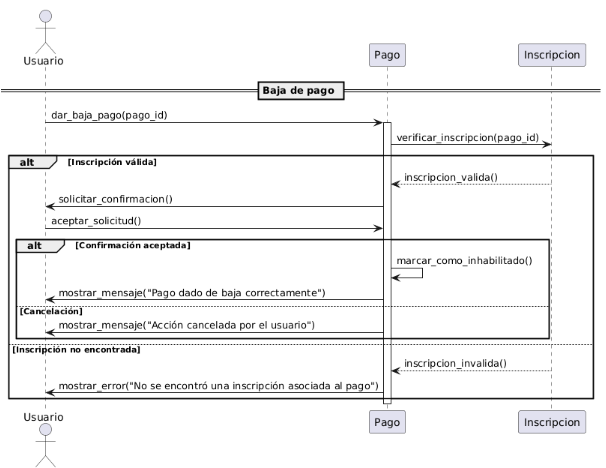 Usuario
Pago
Inscripcion
Baja de pago
dar_baja_pago(pago_id)
verificar_inscripcion(pago_id)
alt [Inscripción válida]
inscripcion_valida()
solicitar_confirmacion()
aceptar_solicitud()
alt [Confirmación aceptada]
marcar_como_inhabilitado()
mostrar_mensaje("Pago dado de baja correctamente")
[Cancelación]
mostrar_mensaje("Acción cancelada por el usuario")
[Inscripción no encontrada]
inscripcion_invalida()
mostrar_error("No se encontró una inscripción asociada al pago")
Usuario
Pago
Inscripcion